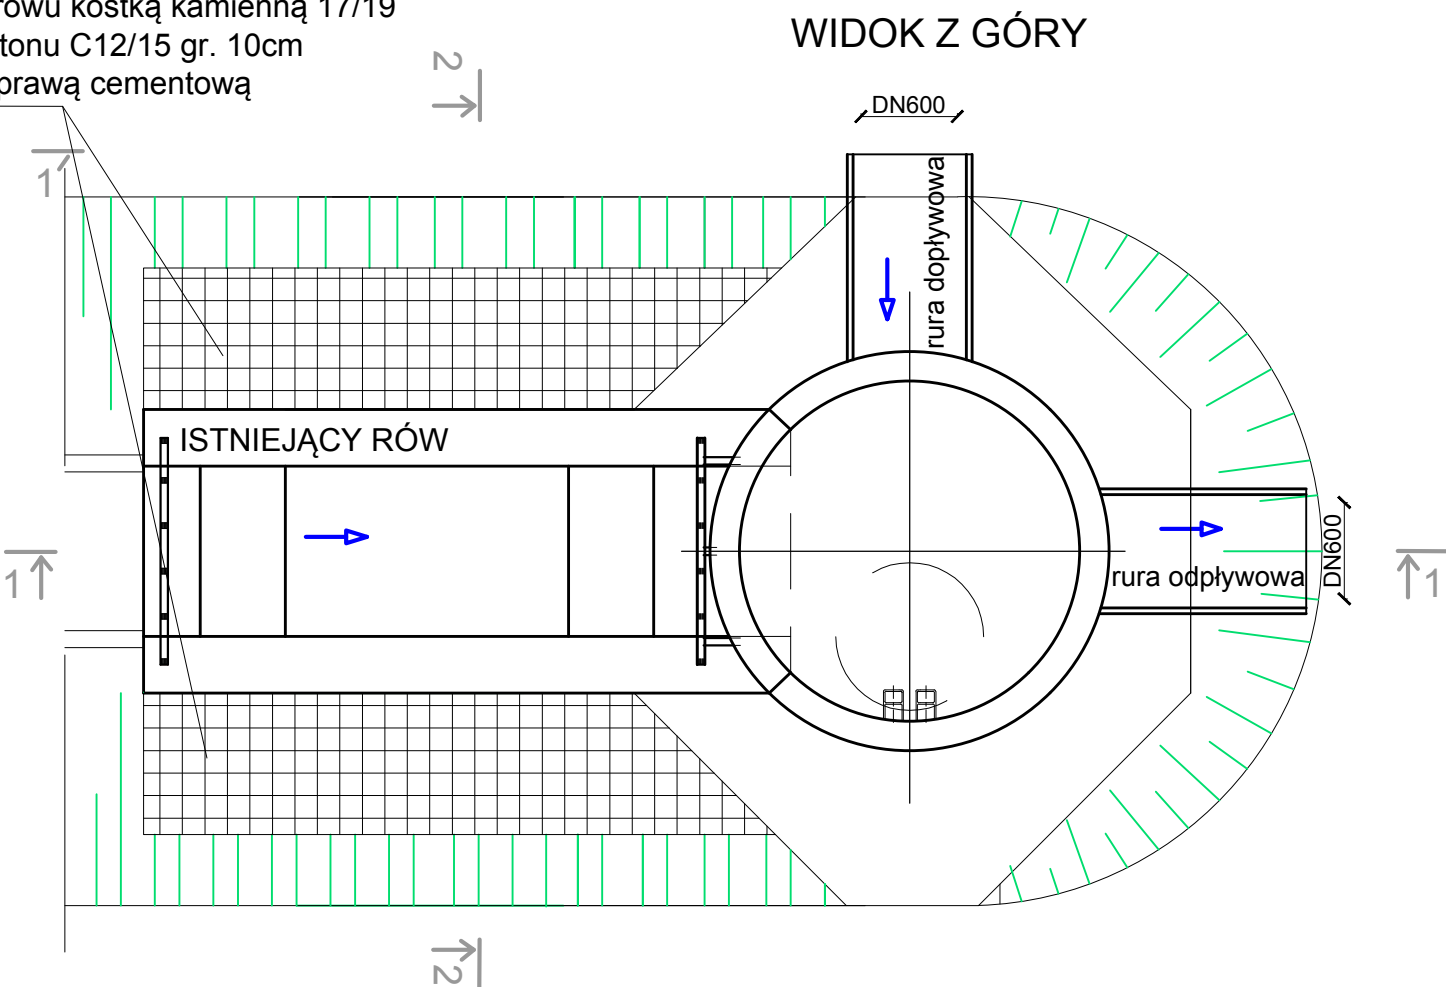 rowu kostką kamienną 17/19
tonu C12/15 gr. 10cm
prawą cementową
WIDOK Z GÓRY
2
DN600
1'
rura dopływowa
ISTNIEJĄCY RÓW
1
rura odpływowa
DN600
1
2